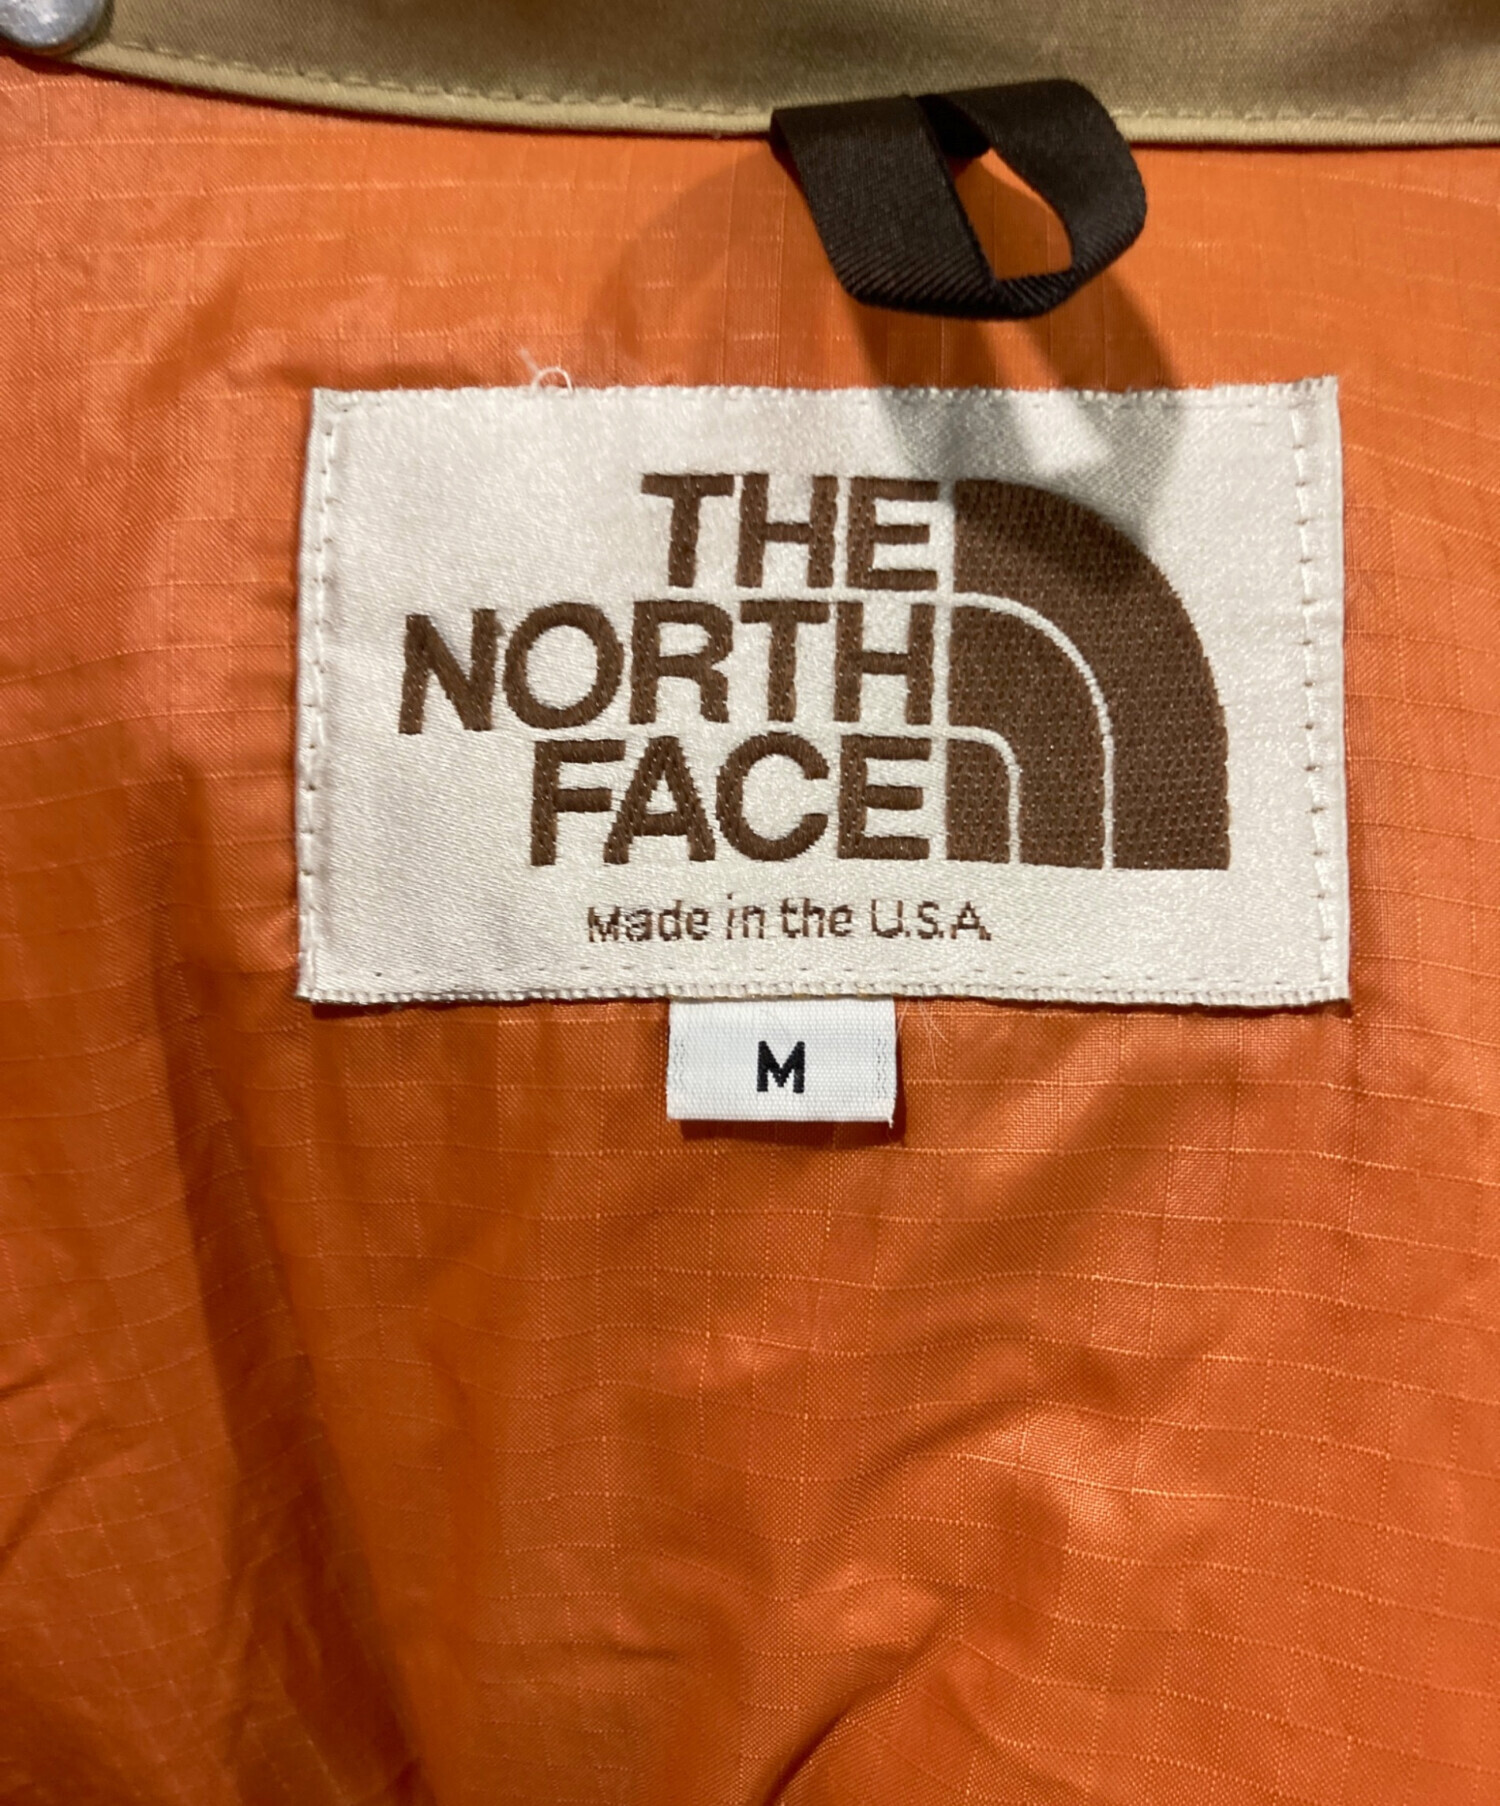 THE
NORTH
FACE
Made in the U.S.A.
M